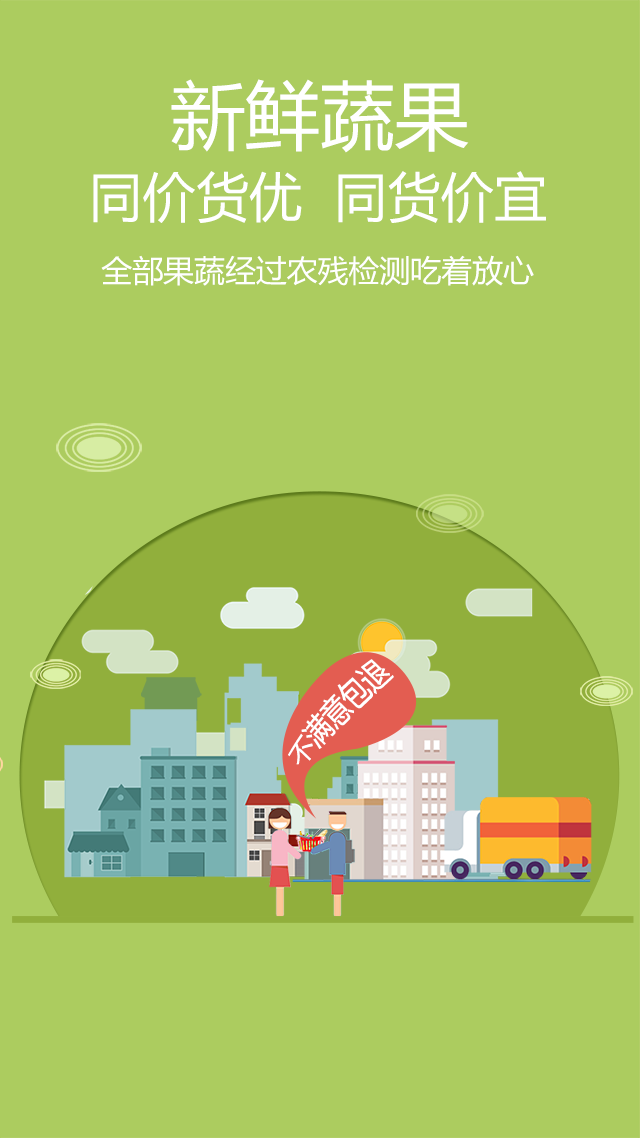 新鲜蔬果
同价货优 同货价宜
全部果蔬经过农残检测吃着放心
不满意包退